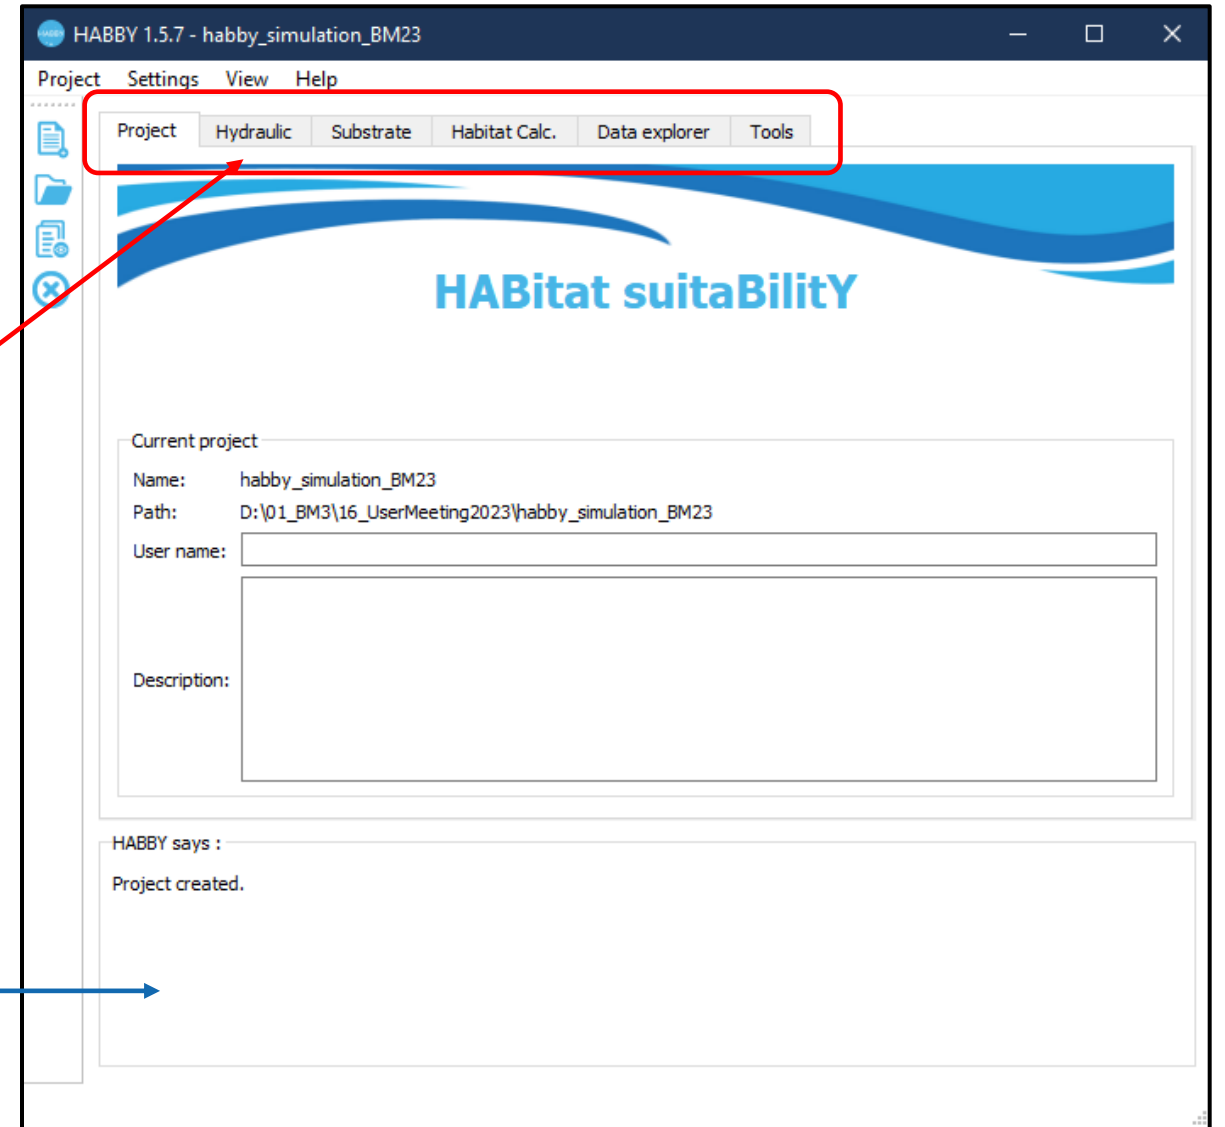 HABBY 1.5.7 - habby_simulation_BM23
Project Settings View Help
Project Hydraulic Substrate Habitat Calc. Data explorer Tools
HABitat suitaBilitY
Current project
Name: habby_simulation_BM23
Path: D:\01_BM3\16_UserMeeting2023\habby_simulation_BM23
User name:
Description:
HABBY says :
Project created.